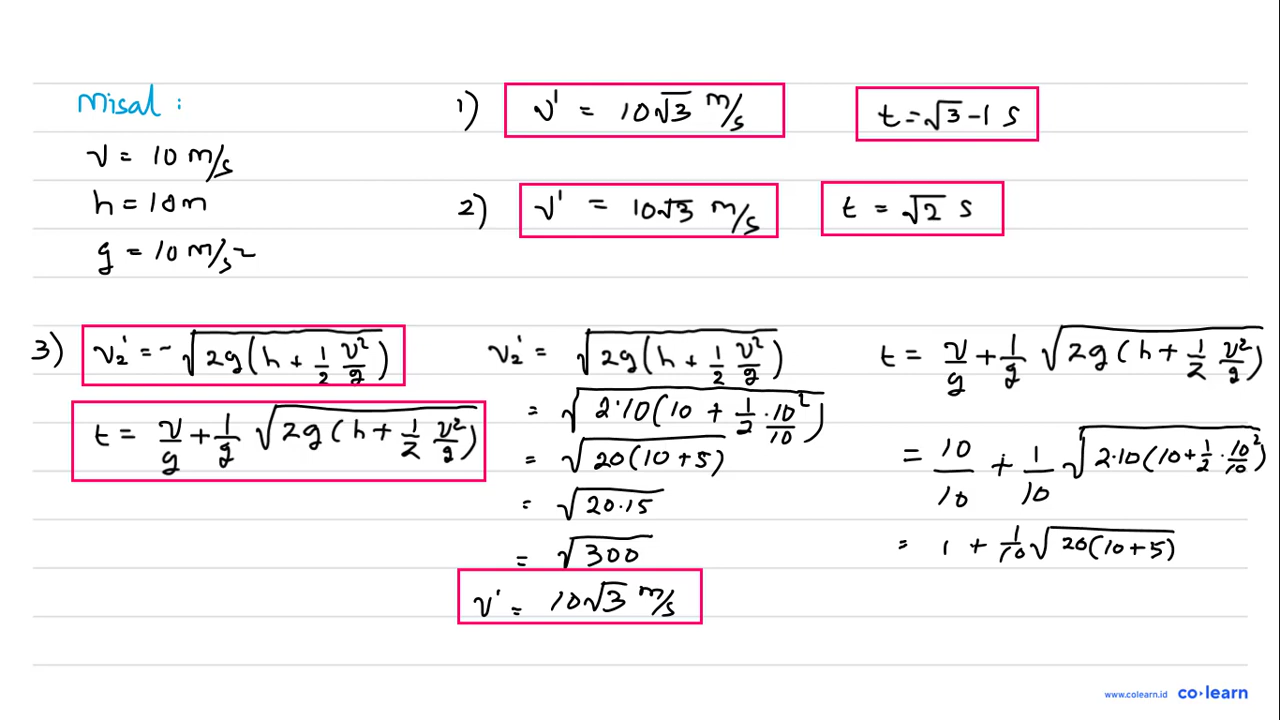 Misal :
v = 10 m/s
h = 10m
g = 10 m/s2
1) v' = 10√3 m/s t = √3 - 1 s
2) v' = 10√3 m/s t = √2 s
3) v2' = - √2g(h + 1/2 v²/g)
t = v/g + 1/g √2g(h + 1/2 v²/g)
v2' = √2g(h + 1/2 v²/g)
= √2·10(10 + 1/2 · 10²/10)
= √20(10+5)
= √20·15
= √300
v' = 10√3 m/s
t = v/g + 1/g √2g(h + 1/2 v²/g)
= 10/10 + 1/10 √2·10(10+1/2 · 10²/10)
= 1 + 1/10 √20(10+5)
www.colearn.id co·learn